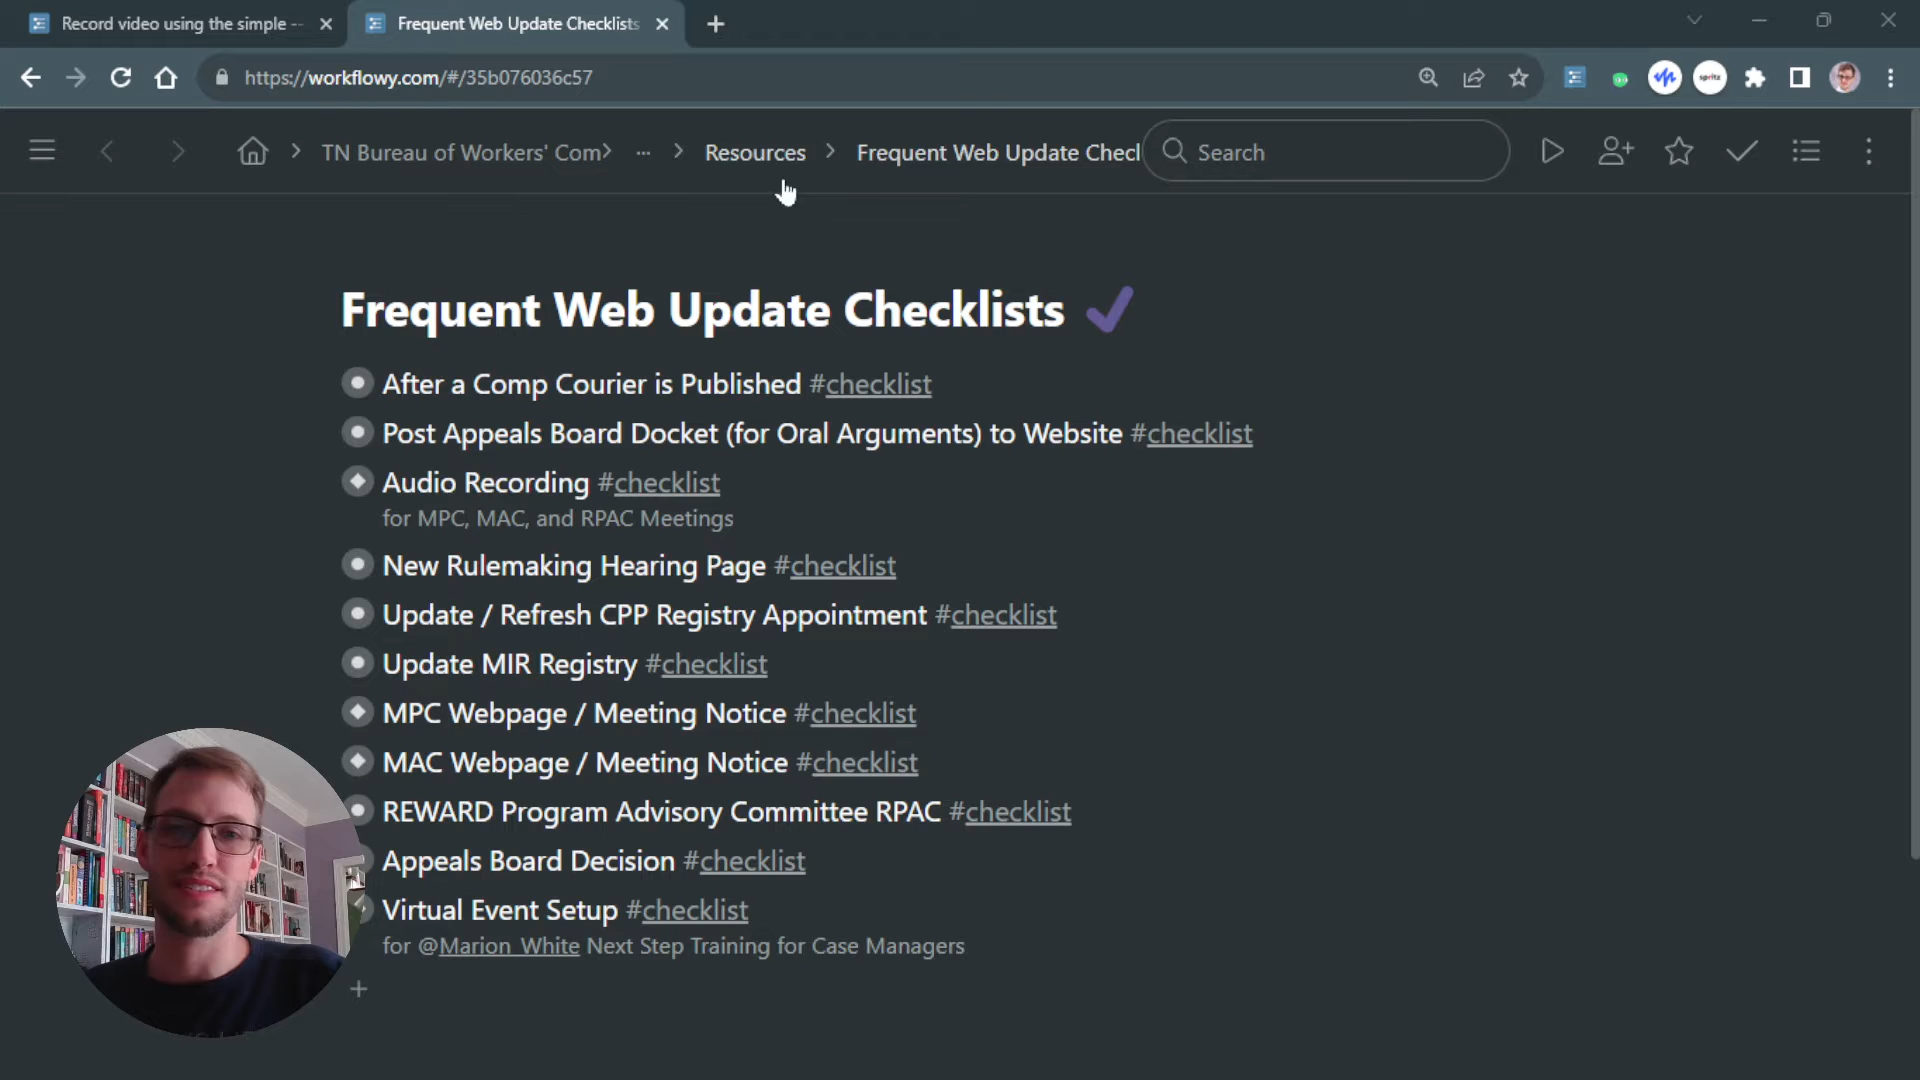 Record video using the simple --
Frequent Web Update Checklists
https://workflowy.com/#/35b076036c57
spritz
TN Bureau of Workers' Com
...
Resources
Frequent Web Update Checl
Search
Frequent Web Update Checklists
After a Comp Courier is Published #checklist
Post Appeals Board Docket (for Oral Arguments) to Website #checklist
Audio Recording #checklist
for MPC, MAC, and RPAC Meetings
New Rulemaking Hearing Page #checklist
Update / Refresh CPP Registry Appointment #checklist
Update MIR Registry #checklist
MPC Webpage / Meeting Notice #checklist
MAC Webpage / Meeting Notice #checklist
REWARD Program Advisory Committee RPAC #checklist
Appeals Board Decision #checklist
Virtual Event Setup #checklist
for @Marion_White Next Step Training for Case Managers